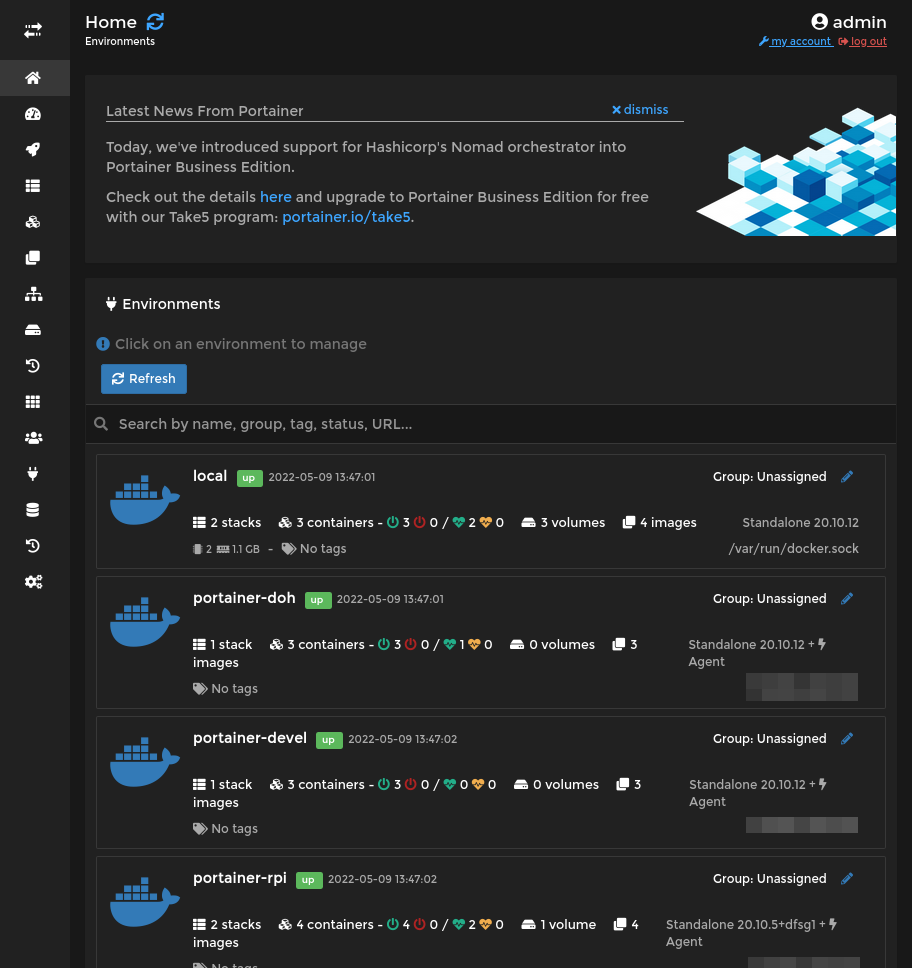 Home
admin
Environments
my account log out
Latest News From Portainer
dismiss
Today, we've introduced support for Hashicorp's Nomad orchestrator into
Portainer Business Edition.
Check out the details here and upgrade to Portainer Business Edition for free
with our Take5 program: portainer.io/take5.
Environments
Click on an environment to manage
Refresh
Search by name, group, tag, status, URL...
local up 2022-05-09 13:47:01 Group: Unassigned
2 stacks 3 containers - 3 0 / 2 0 3 volumes 4 images Standalone 20.10.12
2 1.1 GB - No tags /var/run/docker.sock
portainer-doh up 2022-05-09 13:47:01 Group: Unassigned
1 stack 3 containers - 3 0 / 1 0 0 volumes 3 Standalone 20.10.12 +
images Agent
No tags
portainer-devel up 2022-05-09 13:47:02 Group: Unassigned
1 stack 3 containers - 3 0 / 0 0 0 volumes 3 Standalone 20.10.12 +
images Agent
No tags
portainer-rpi up 2022-05-09 13:47:02 Group: Unassigned
2 stacks 4 containers - 4 0 / 2 0 1 volume 4 Standalone 20.10.5+dfsg1 +
images Agent
No tags